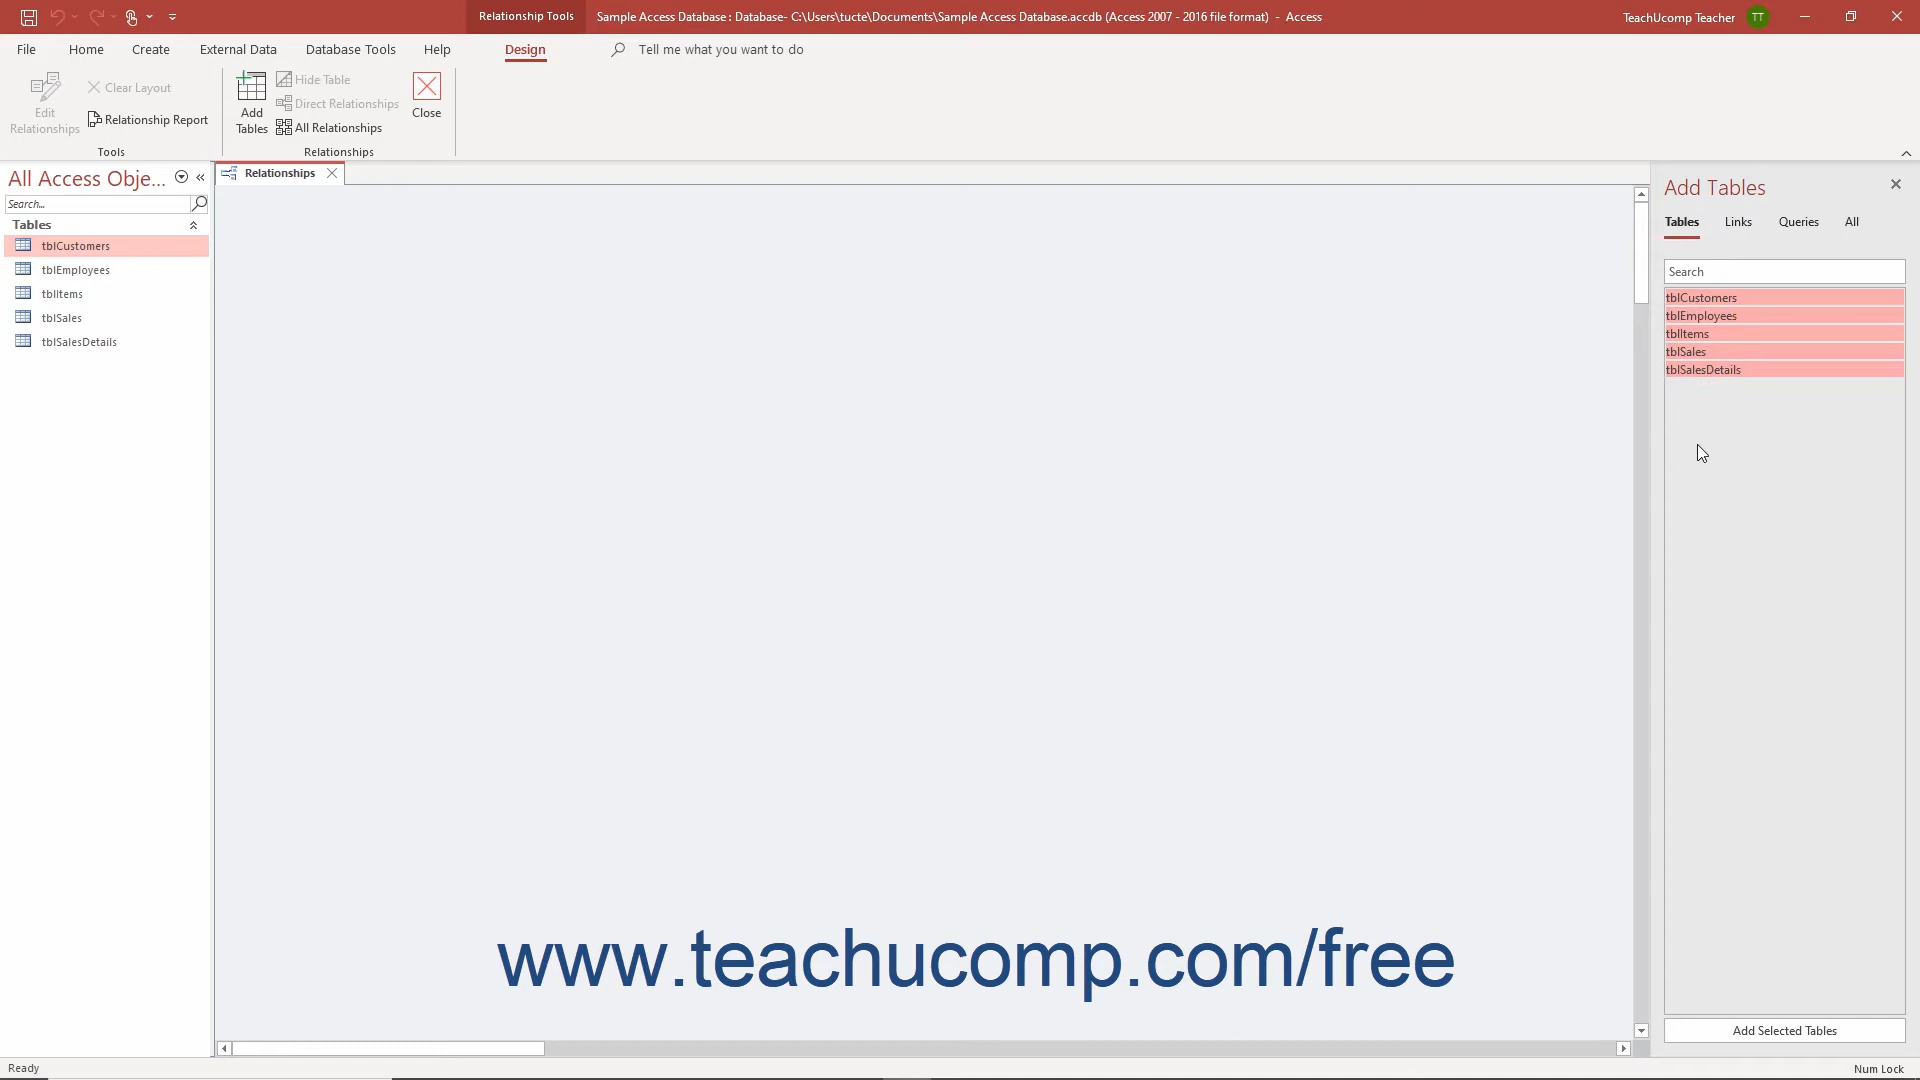 Relationship Tools
Sample Access Database : Database- C:\Users\tucte\Documents\Sample Access Database.accdb (Access 2007 - 2016 file format) - Access
TeachUcomp Teacher
TT
File
Home
Create
External Data
Database Tools
Help
Design
Tell me what you want to do
Edit
Relationships
Clear Layout
Relationship Report
Tools
Add
Tables
Hide Table
Direct Relationships
All Relationships
Close
Relationships
All Access Obje...
Search...
Tables
tblCustomers
tblEmployees
tblItems
tblSales
tblSalesDetails
Relationships
www.teachucomp.com/free
Add Tables
Tables
Links
Queries
All
Search
tblCustomers
tblEmployees
tblItems
tblSales
tblSalesDetails
Add Selected Tables
Ready
Num Lock